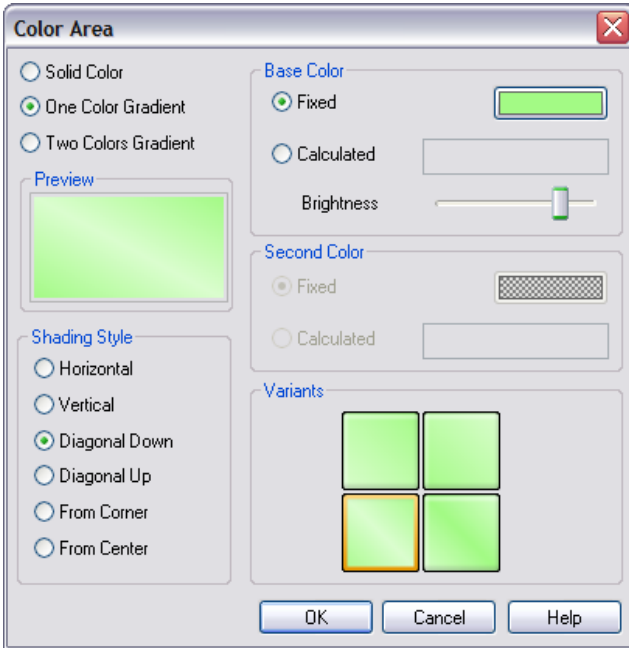 Color Area
Solid Color
One Color Gradient
Two Colors Gradient
Preview
Shading Style
Horizontal
Vertical
Diagonal Down
Diagonal Up
From Corner
From Center
Base Color
Fixed
Calculated
Brightness
Second Color
Fixed
Calculated
Variants
OK
Cancel
Help